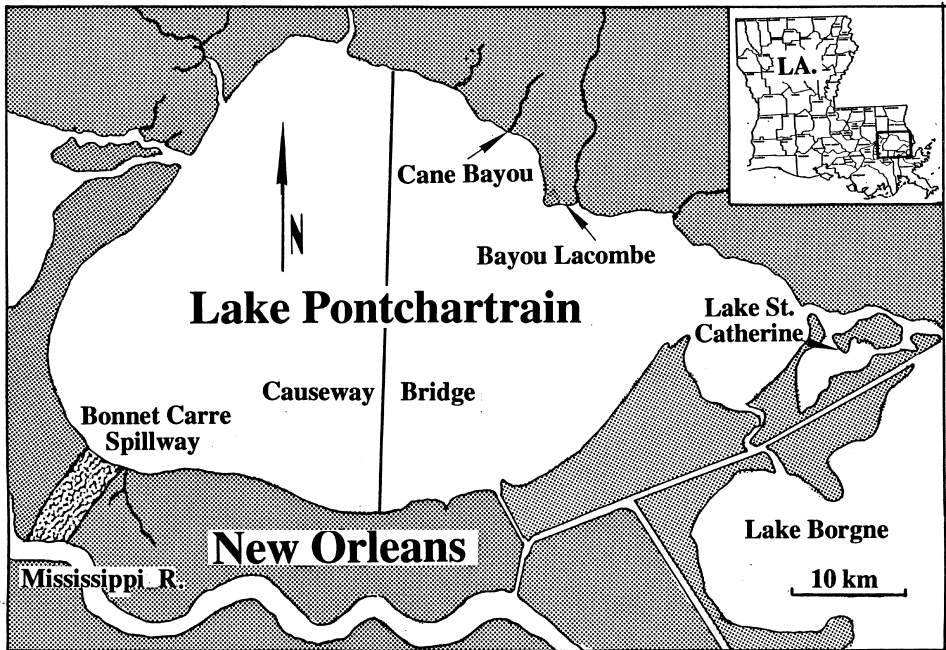 LA.
Cane Bayou
N
Bayou Lacombe
Lake Pontchartrain
Lake St.
Catherine
Causeway Bridge
Bonnet Carre
Spillway
New Orleans
Lake Borgne
Mississippi R.
10 km